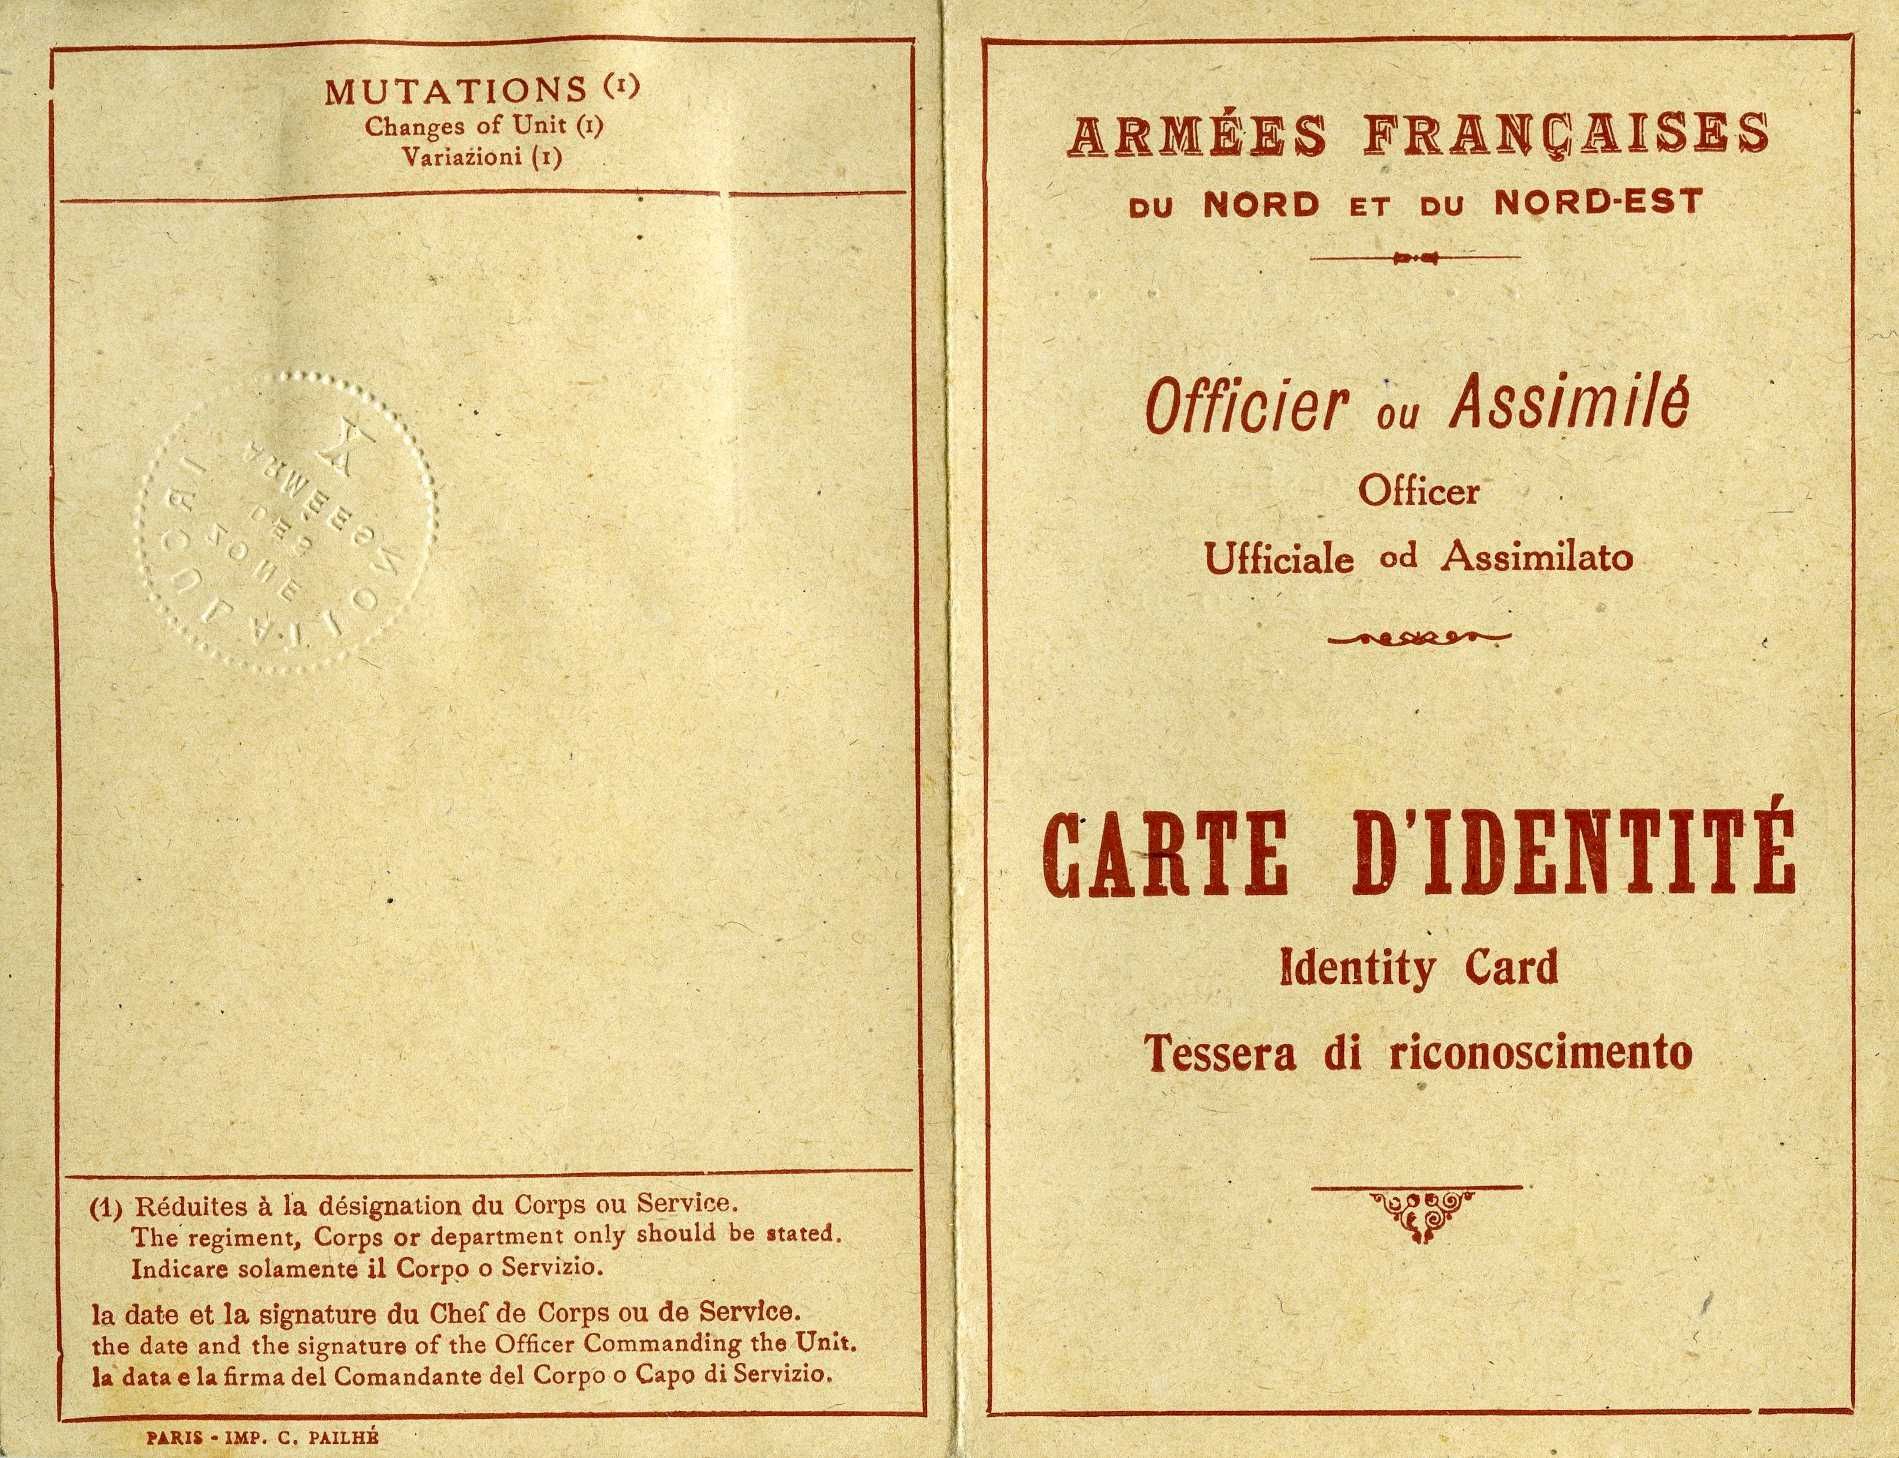 MUTATIONS (1)
Changes of Unit (1)
Variazioni (1)
ZONE
DES
ARMÉES
(1) Réduites à la désignation du Corps ou Service.
The regiment, Corps or department only should be stated.
Indicare solamente il Corpo o Servizio.
la date et la signature du Chef de Corps ou de Service.
the date and the signature of the Officer Commanding the Unit.
la data e la firma del Comandante del Corpo o Capo di Servizio.
PARIS - IMP. C. PAILHÉ
ARMÉES FRANÇAISES
DU NORD ET DU NORD-EST
Officier ou Assimilé
Officer
Ufficiale od Assimilato
CARTE D'IDENTITÉ
Identity Card
Tessera di riconoscimento